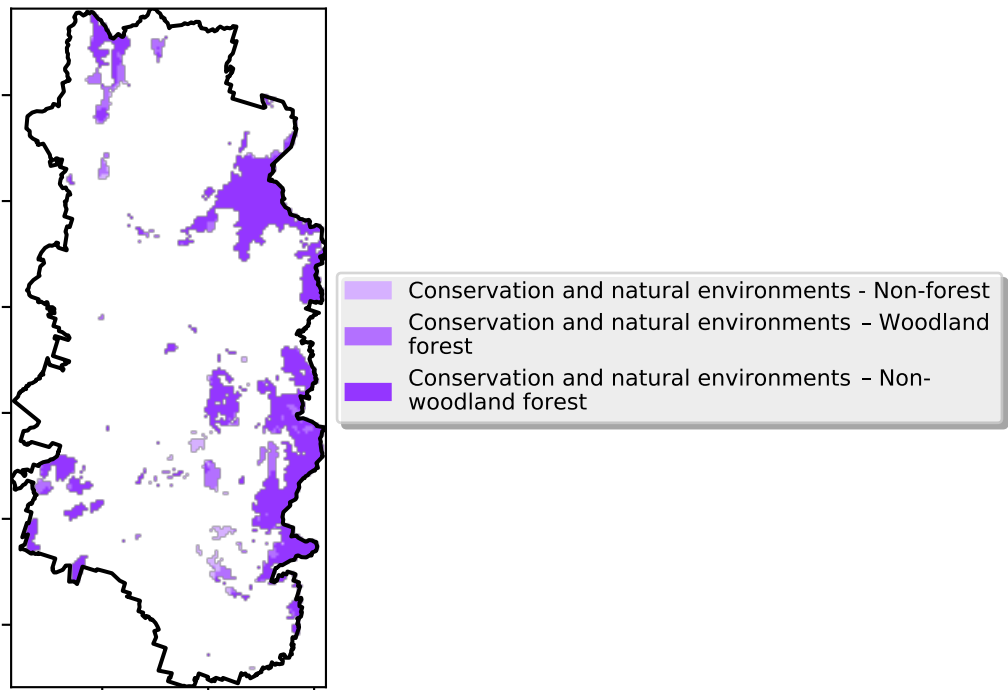 Conservation and natural environments - Non-forest
Conservation and natural environments – Woodland
forest
Conservation and natural environments – Non-
woodland forest